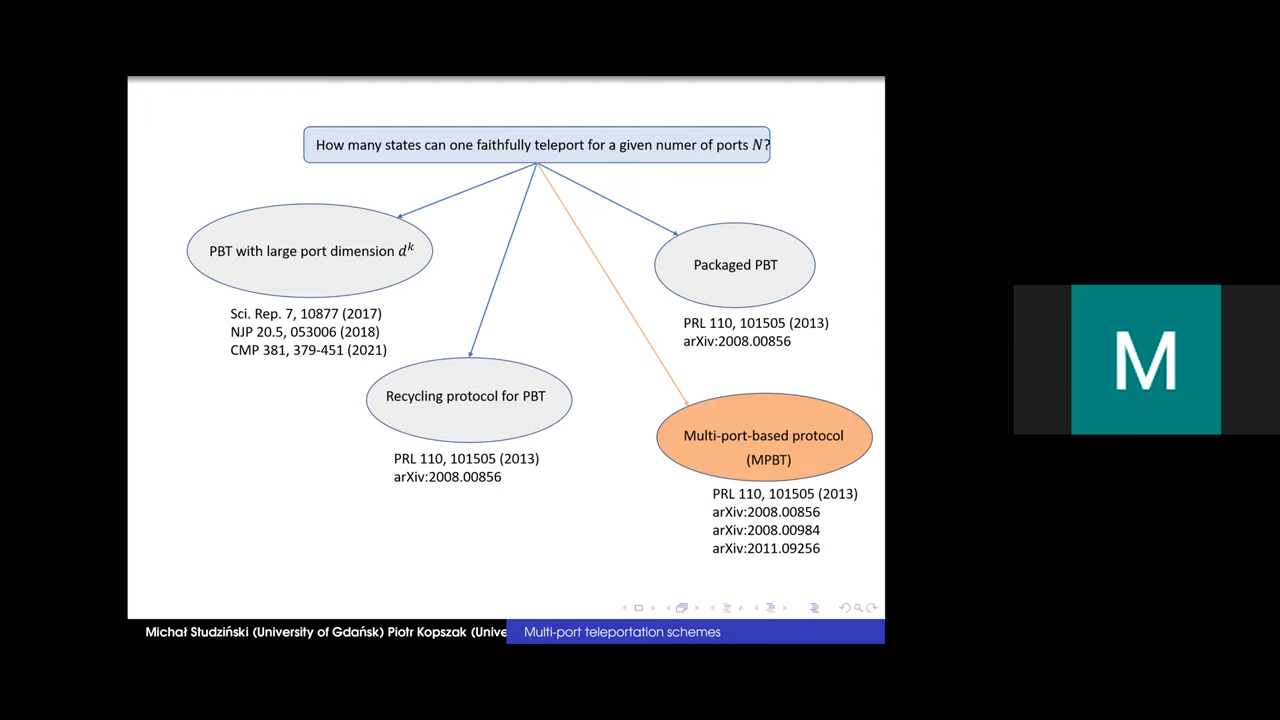 How many states can one faithfully teleport for a given numer of ports N?
PBT with large port dimension d^k
Sci. Rep. 7, 10877 (2017)
NJP 20.5, 053006 (2018)
CMP 381, 379-451 (2021)
Recycling protocol for PBT
PRL 110, 101505 (2013)
arXiv:2008.00856
Packaged PBT
PRL 110, 101505 (2013)
arXiv:2008.00856
Multi-port-based protocol
(MPBT)
PRL 110, 101505 (2013)
arXiv:2008.00856
arXiv:2008.00984
arXiv:2011.09256
Michał Studziński (University of Gdańsk) Piotr Kopszak (Unive
Multi-port teleportation schemes
M